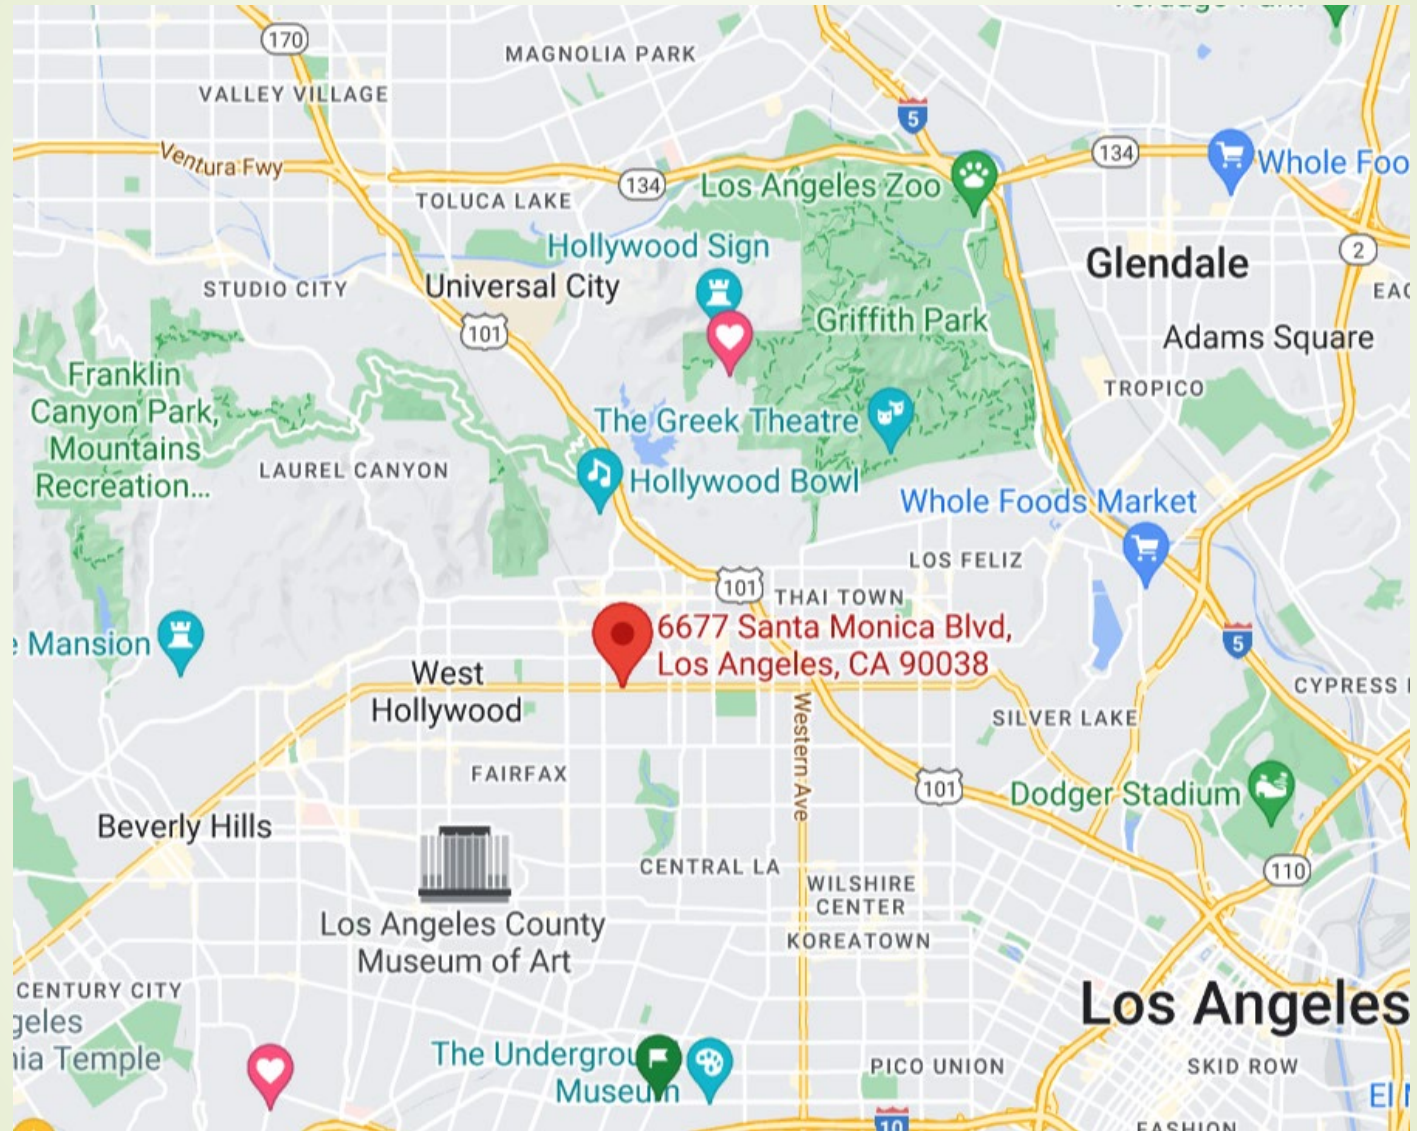 170
MAGNOLIA PARK
VALLEY VILLAGE
5
Ventura Fwy
134
Whole Foo
134
Los Angeles Zoo
TOLUCA LAKE
Hollywood Sign
2
Glendale
STUDIO CITY
Universal City
EAG
101
Griffith Park
Adams Square
Franklin
Canyon Park,
Mountains
Recreation...
TROPICO
The Greek Theatre
LAUREL CANYON
Hollywood Bowl
Whole Foods Market
LOS FELIZ
101
THAI TOWN
6677 Santa Monica Blvd,
Los Angeles, CA 90038
e Mansion
5
West
Hollywood
CYPRESS
Western Ave
SILVER LAKE
FAIRFAX
101
Dodger Stadium
Beverly Hills
CENTRAL LA
110
WILSHIRE
CENTER
KOREATOWN
Los Angeles County
Museum of Art
CENTURY CITY
geles
nia Temple
Los Angeles
The Undergrou
Museum
PICO UNION
SKID ROW
El
10
FASHION